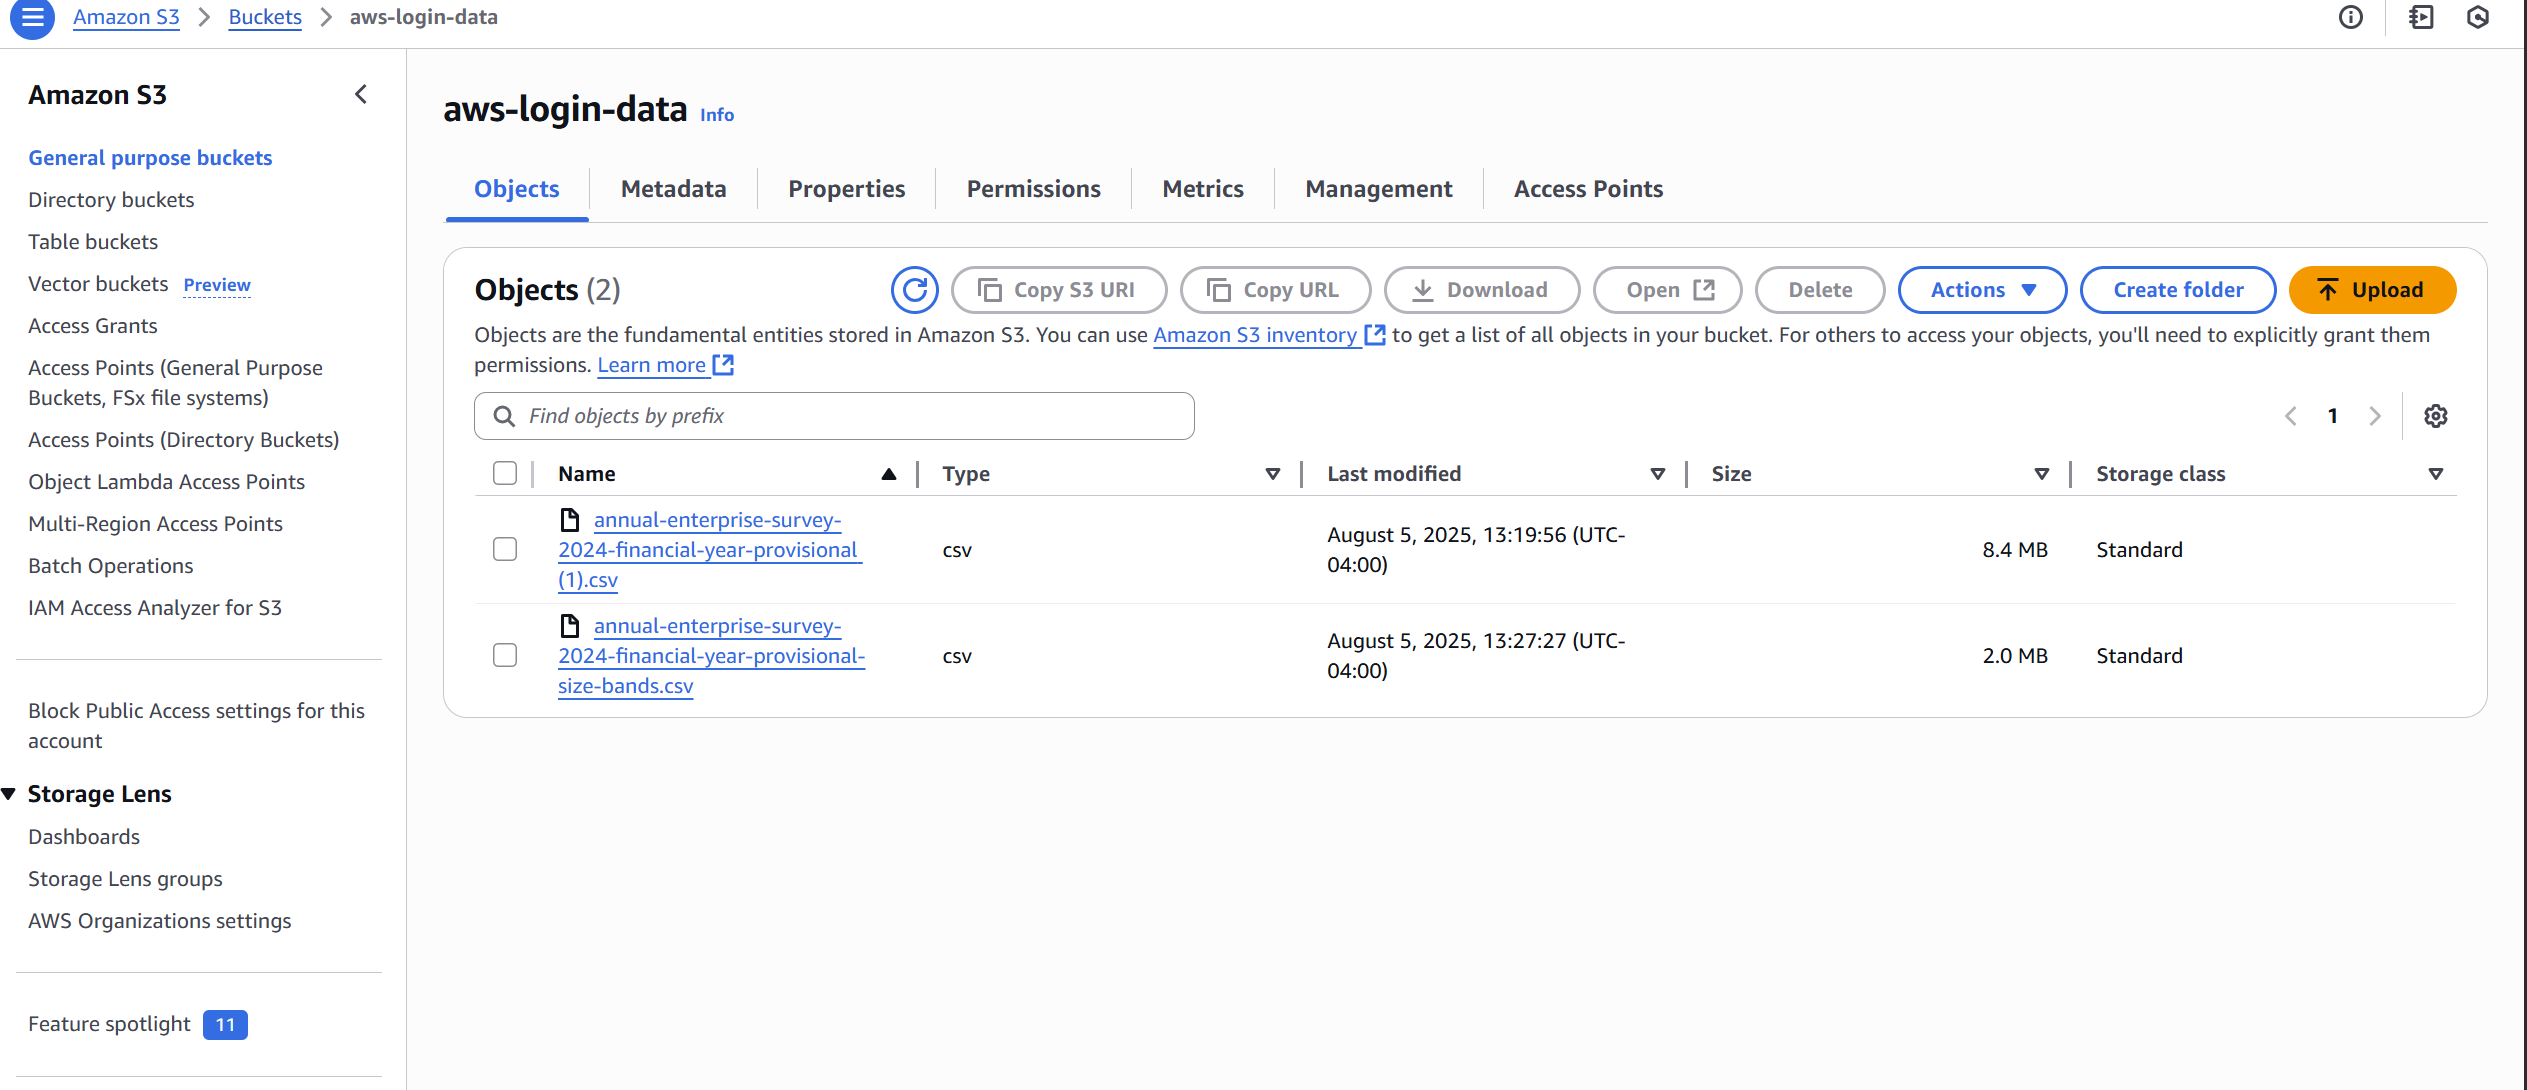 Amazon S3 > Buckets > aws-login-data
Amazon S3
General purpose buckets
Directory buckets
Table buckets
Vector buckets Preview
Access Grants
Access Points (General Purpose
Buckets, FSx file systems)
Access Points (Directory Buckets)
Object Lambda Access Points
Multi-Region Access Points
Batch Operations
IAM Access Analyzer for S3
Block Public Access settings for this
account
Storage Lens
Dashboards
Storage Lens groups
AWS Organizations settings
Feature spotlight 11
aws-login-data Info
Objects Metadata Properties Permissions Metrics Management Access Points
Objects (2) Copy S3 URI Copy URL Download Open Delete Actions Create folder Upload
Objects are the fundamental entities stored in Amazon S3. You can use Amazon S3 inventory to get a list of all objects in your bucket. For others to access your objects, you'll need to explicitly grant them
permissions. Learn more
Find objects by prefix
1
Name Type Last modified Size Storage class
annual-enterprise-survey-
2024-financial-year-provisional
(1).csv
csv
August 5, 2025, 13:19:56 (UTC-
04:00)
8.4 MB
Standard
annual-enterprise-survey-
2024-financial-year-provisional-
size-bands.csv
csv
August 5, 2025, 13:27:27 (UTC-
04:00)
2.0 MB
Standard